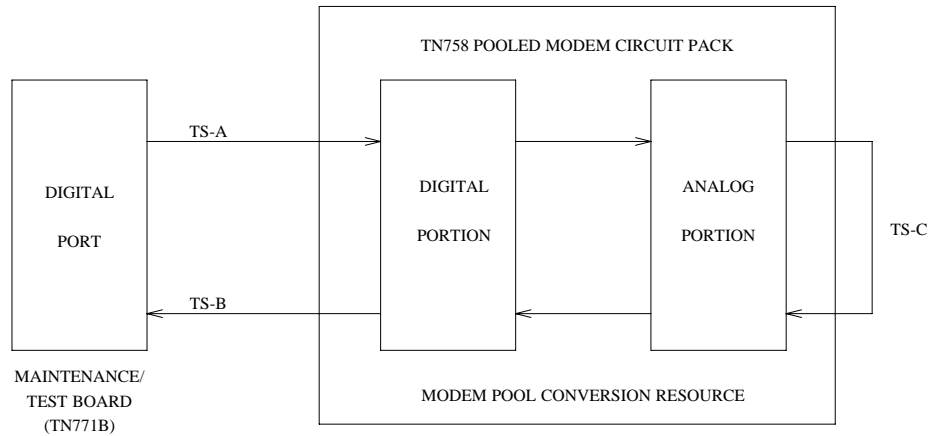 TN758 POOLED MODEM CIRCUIT PACK
TS-A
DIGITAL
PORT
DIGITAL
PORTION
ANALOG
PORTION
TS-C
TS-B
MAINTENANCE/
TEST BOARD
(TN771B)
MODEM POOL CONVERSION RESOURCE